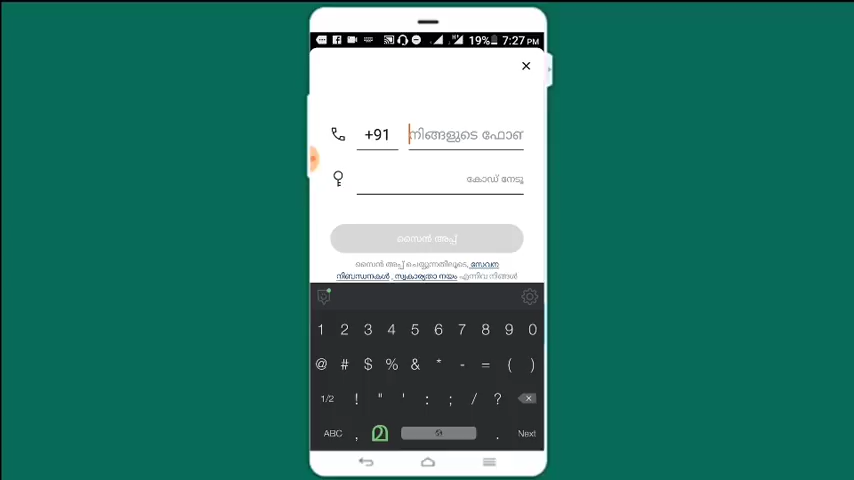 19% 7:27 PM
+91 നിങ്ങളുടെ ഫോൺ
കോഡ് നേടൂ
സൈൻ അപ്പ്
സൈൻ അപ്പ് ചെയ്യുന്നതിലൂടെ, സേവന
നിബന്ധനകൾ , സ്വകാര്യതാ നയം എന്നിവ നിങ്ങൾ
1 2 3 4 5 6 7 8 9 0
@ # $ % & * - = ( )
1/2 ! " ' : ; / ?
ABC , മ . Next